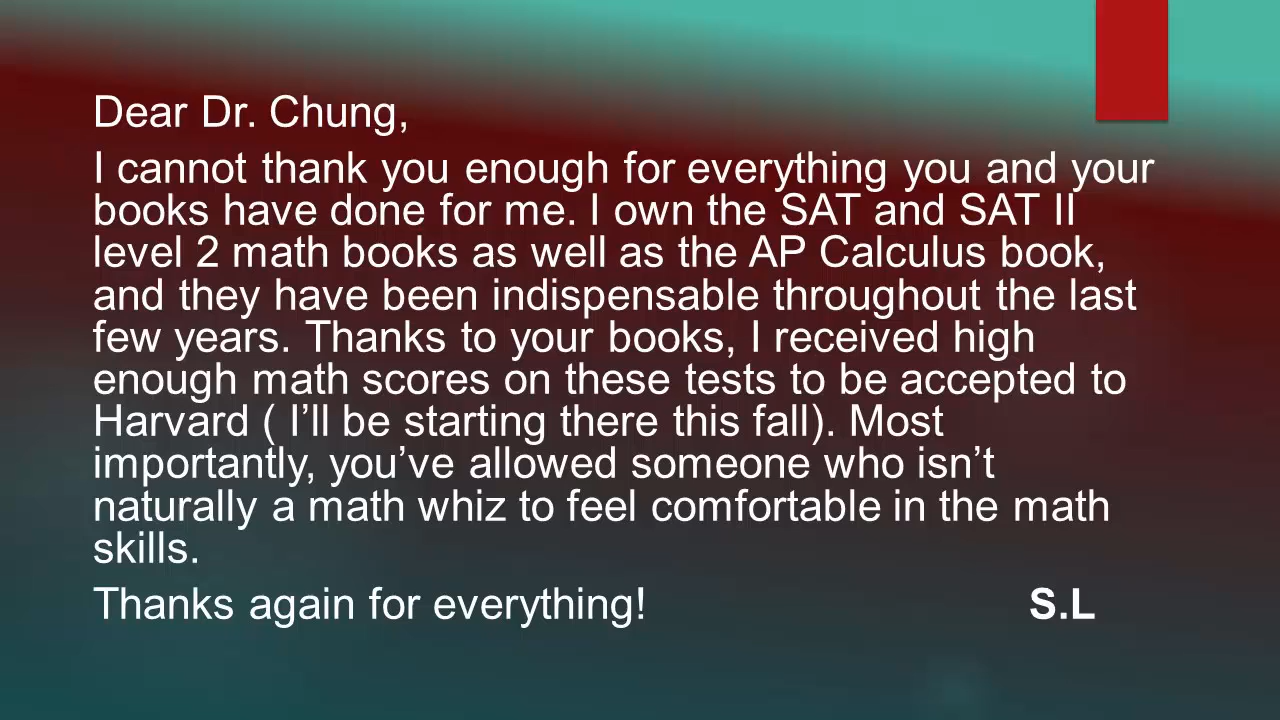 Dear Dr. Chung,
I cannot thank you enough for everything you and your
books have done for me. I own the SAT and SAT II
level 2 math books as well as the AP Calculus book,
and they have been indispensable throughout the last
few years. Thanks to your books, I received high
enough math scores on these tests to be accepted to
Harvard ( I’ll be starting there this fall). Most
importantly, you’ve allowed someone who isn’t
naturally a math whiz to feel comfortable in the math
skills.
Thanks again for everything! S.L